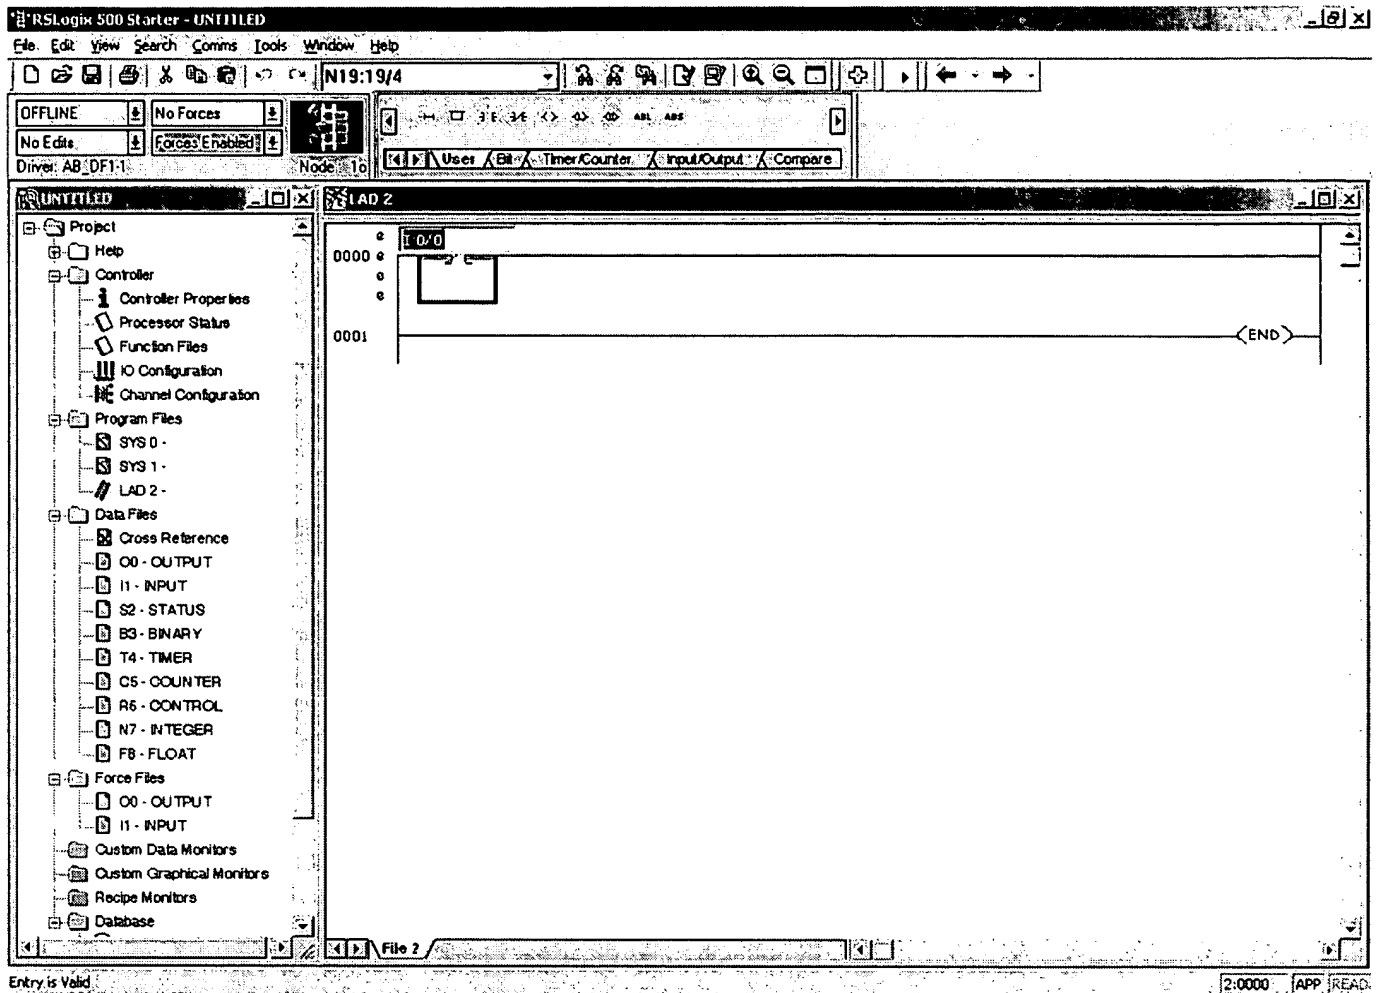 RSLogix 500 Starter - UNTITLED
File Edit View Search Comms Tools Window Help
N19:19/4
OFFLINE No Forces
No Edits Forces Enabled
Driver: AB_DF1-1 Node: 1o
User Bit Timer/Counter Input/Output Compare
UNTITLED
Project
Help
Controller
Controller Properties
Processor Status
Function Files
IO Configuration
Channel Configuration
Program Files
SYS 0 -
SYS 1 -
LAD 2 -
Data Files
Cross Reference
O0 - OUTPUT
I1 - INPUT
S2 - STATUS
B3 - BINARY
T4 - TIMER
C5 - COUNTER
R6 - CONTROL
N7 - INTEGER
F8 - FLOAT
Force Files
O0 - OUTPUT
I1 - INPUT
Custom Data Monitors
Custom Graphical Monitors
Recipe Monitors
Database
LAD 2
e
I:0/0
0000 e
e
e
0001 END
ABL ABS
File 2
Entry is Valid
2:0000 APP READ